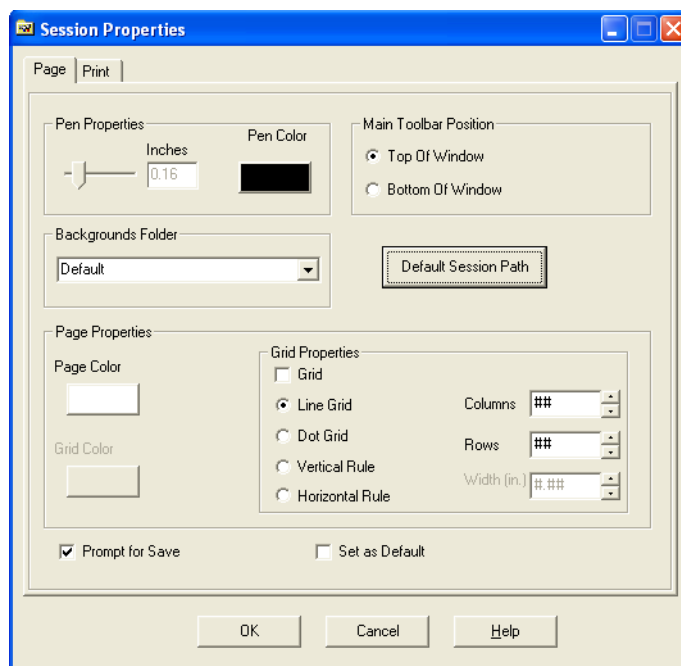 Session Properties
Page
Print
Pen Properties
Inches
0.16
Pen Color
Main Toolbar Position
Top Of Window
Bottom Of Window
Backgrounds Folder
Default
Default Session Path
Page Properties
Page Color
Grid Color
Grid Properties
Grid
Line Grid
Dot Grid
Vertical Rule
Horizontal Rule
Columns ##
Rows ##
Width (in.) #.##
Prompt for Save
Set as Default
OK
Cancel
Help